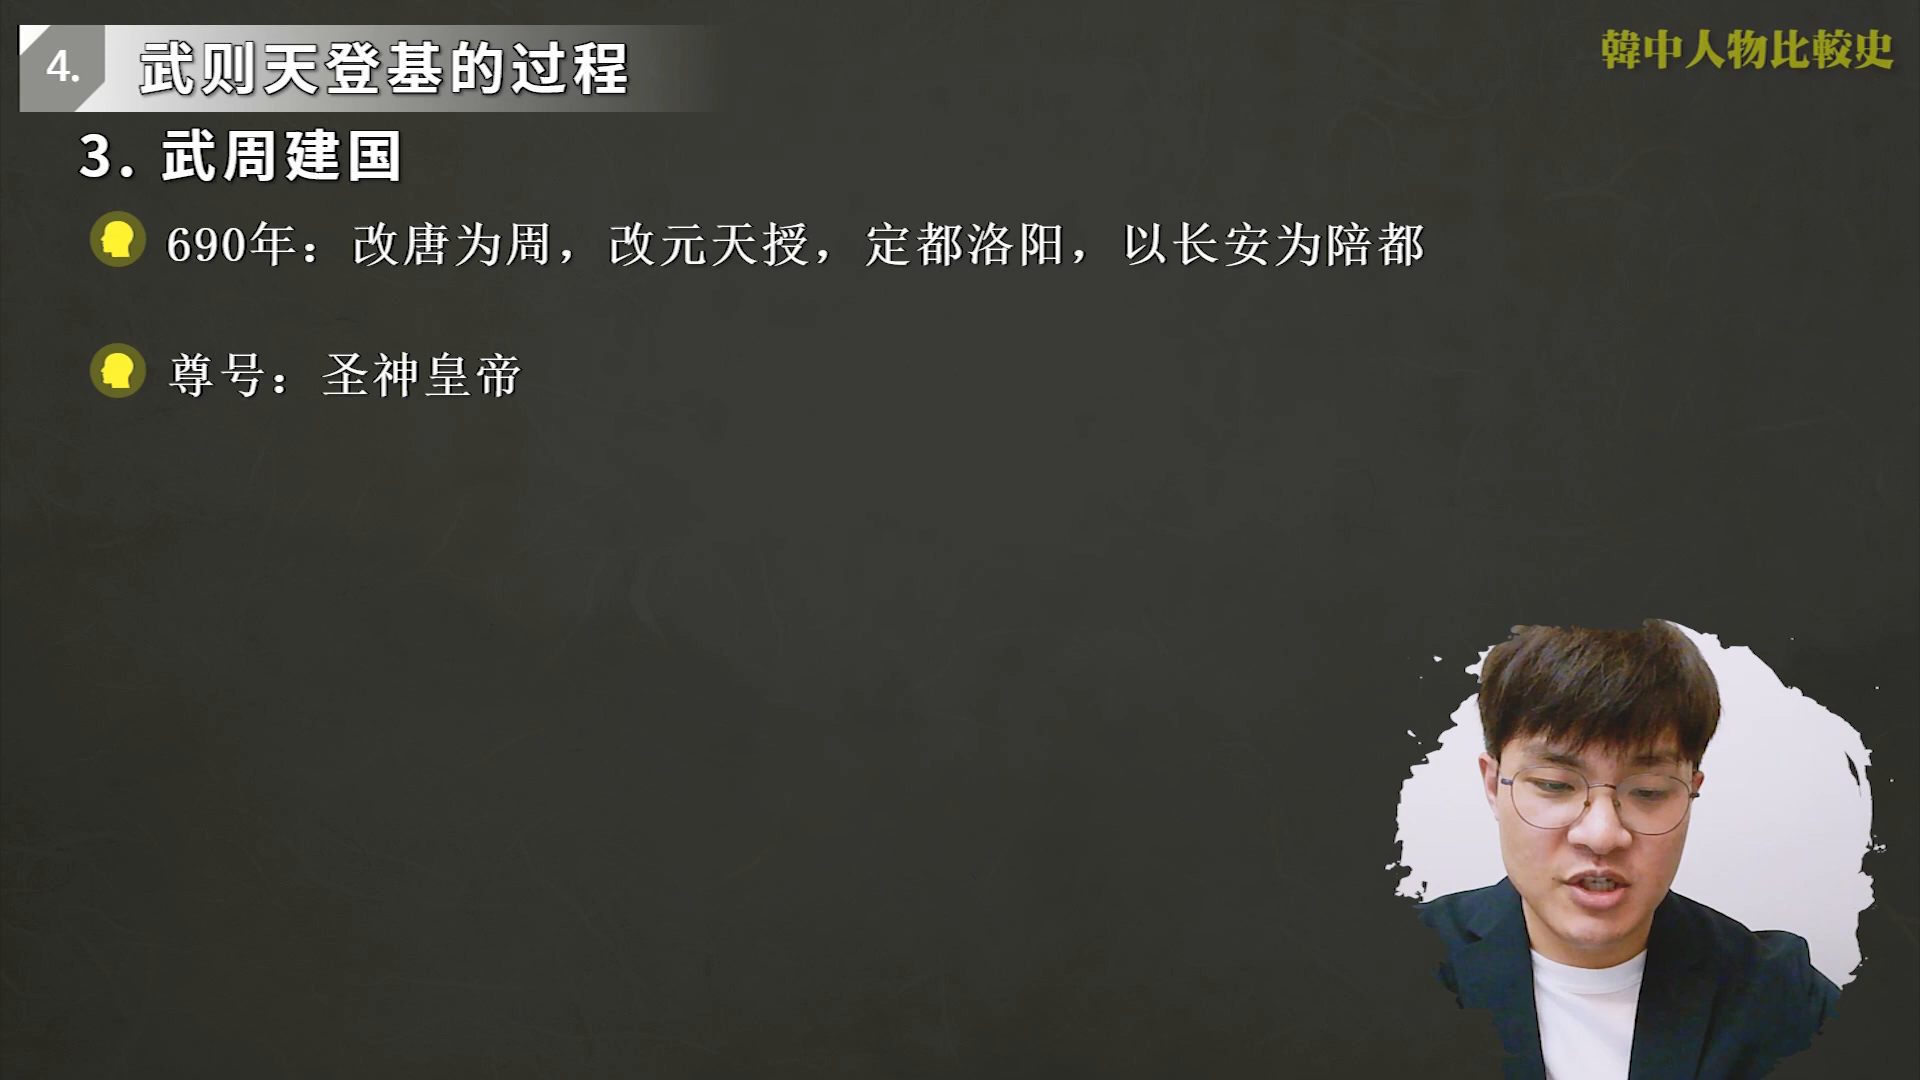 4. 武则天登基的过程
韓中人物比較史
3. 武周建国
690年：改唐为周，改元天授，定都洛阳，以长安为陪都
尊号：圣神皇帝